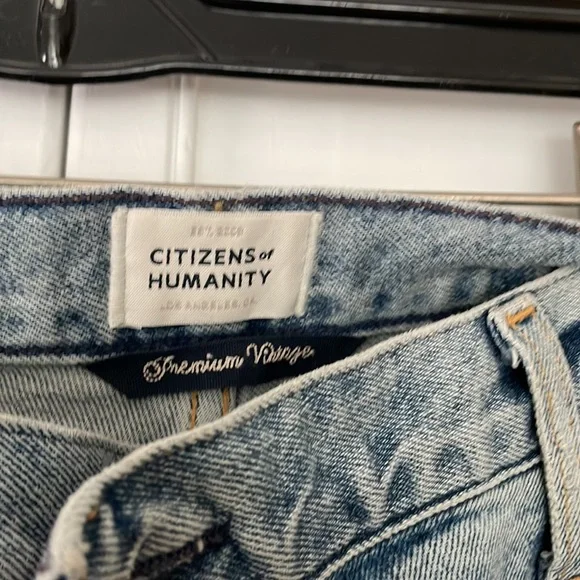 CITIZENS of
HUMANITY
LOS ANGELES, CA
Premium Vintage